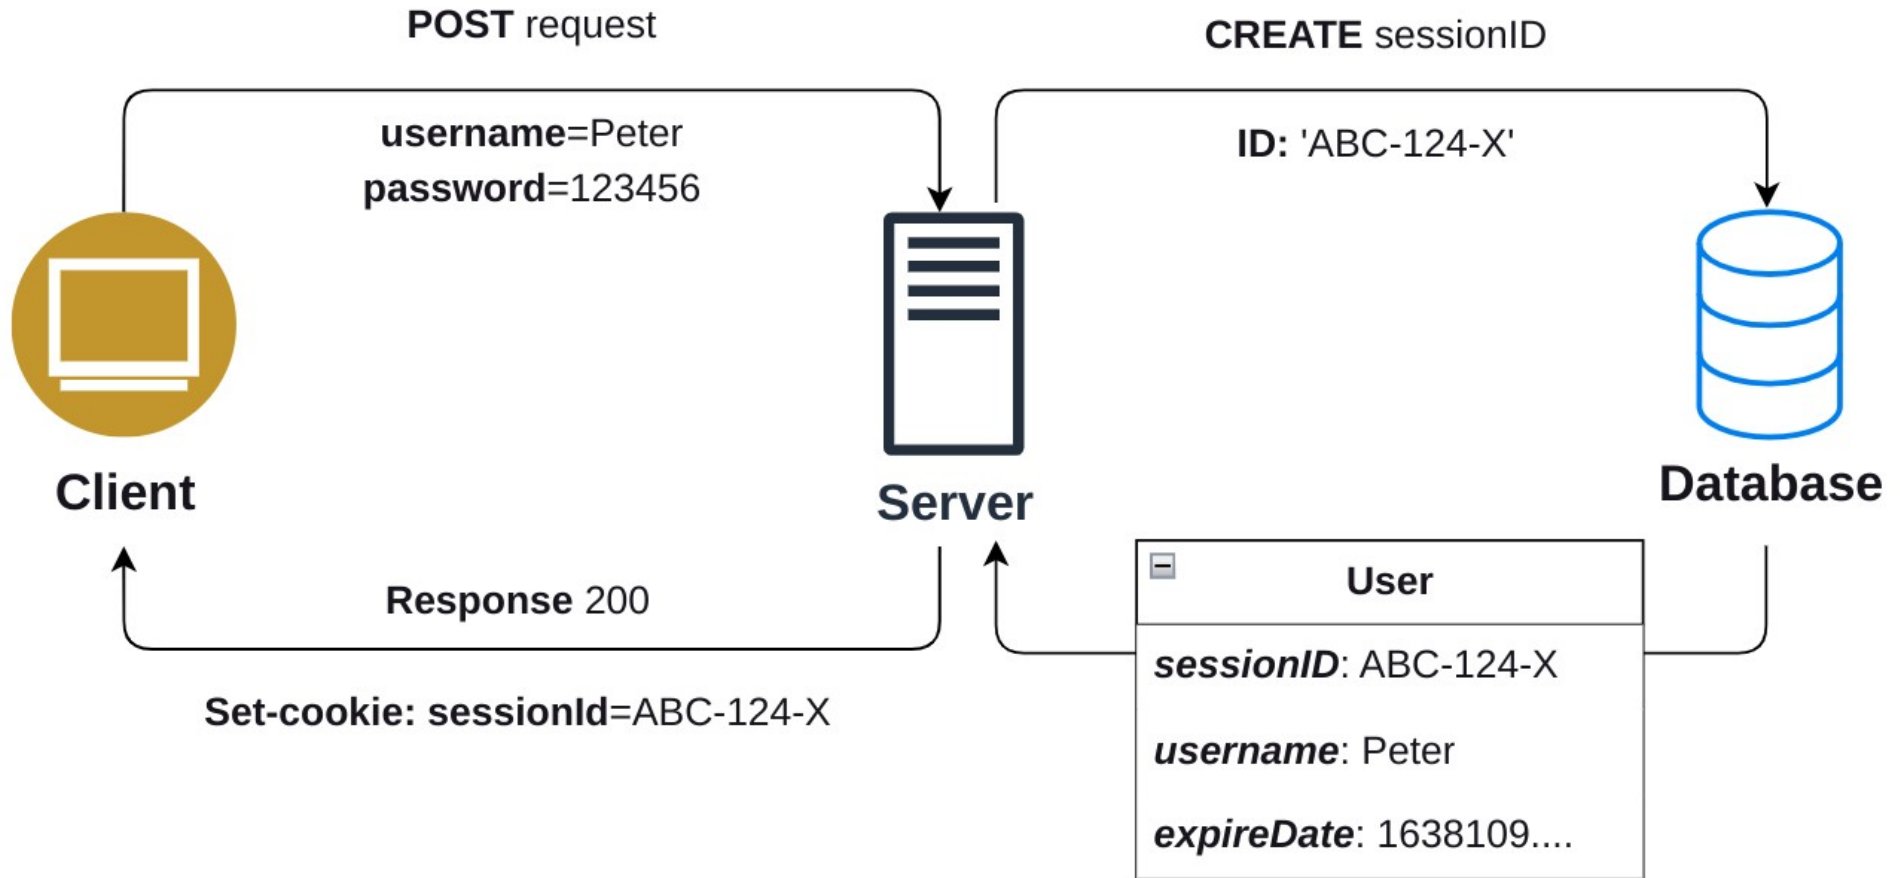 POST request
username=Peter
password=123456
CREATE sessionID
ID: 'ABC-124-X'
Client
Server
Database
Response 200
Set-cookie: sessionId=ABC-124-X
User
sessionID: ABC-124-X
username: Peter
expireDate: 1638109....